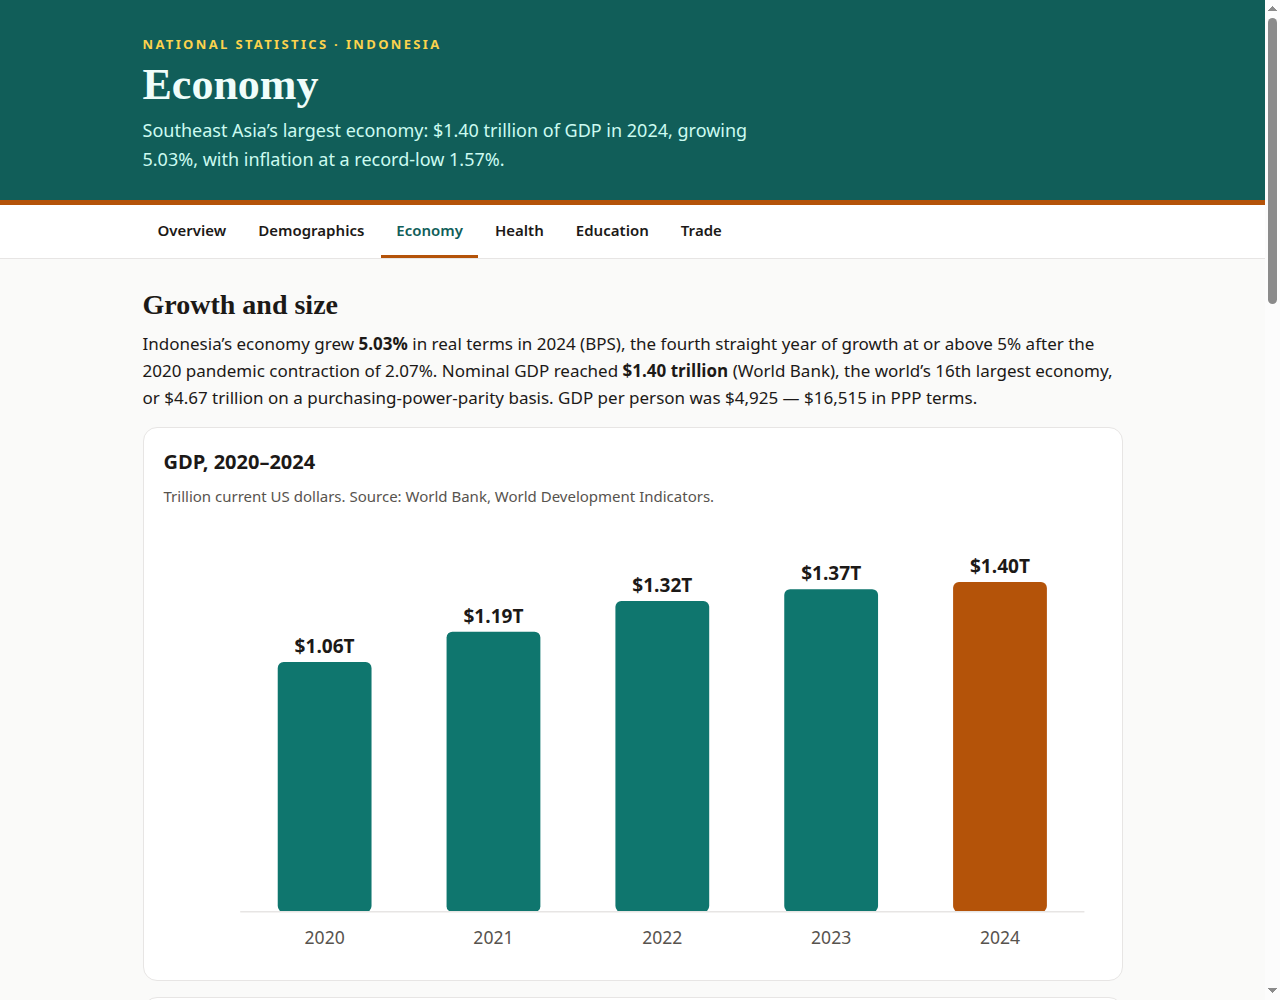 NATIONAL STATISTICS · INDONESIA
Economy
Southeast Asia’s largest economy: $1.40 trillion of GDP in 2024, growing
5.03%, with inflation at a record-low 1.57%.
Overview Demographics Economy Health Education Trade
Growth and size
Indonesia’s economy grew 5.03% in real terms in 2024 (BPS), the fourth straight year of growth at or above 5% after the
2020 pandemic contraction of 2.07%. Nominal GDP reached $1.40 trillion (World Bank), the world’s 16th largest economy,
or $4.67 trillion on a purchasing-power-parity basis. GDP per person was $4,925 — $16,515 in PPP terms.
GDP, 2020–2024
Trillion current US dollars. Source: World Bank, World Development Indicators.
$1.06T $1.19T $1.32T $1.37T $1.40T
2020 2021 2022 2023 2024